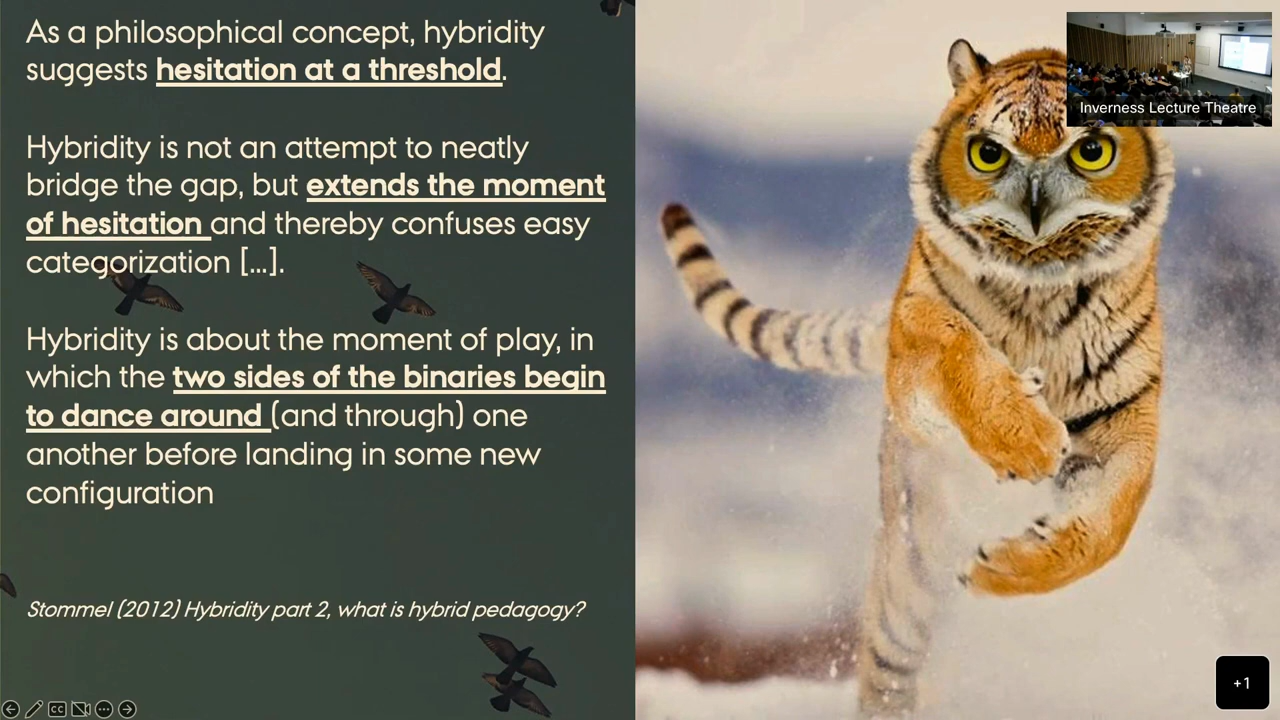 As a philosophical concept, hybridity
suggests hesitation at a threshold.
Hybridity is not an attempt to neatly
bridge the gap, but extends the moment
of hesitation and thereby confuses easy
categorization [...].
Hybridity is about the moment of play, in
which the two sides of the binaries begin
to dance around (and through) one
another before landing in some new
configuration
Stommel (2012) Hybridity part 2, what is hybrid pedagogy?
Inverness Lecture Theatre
CC
+1